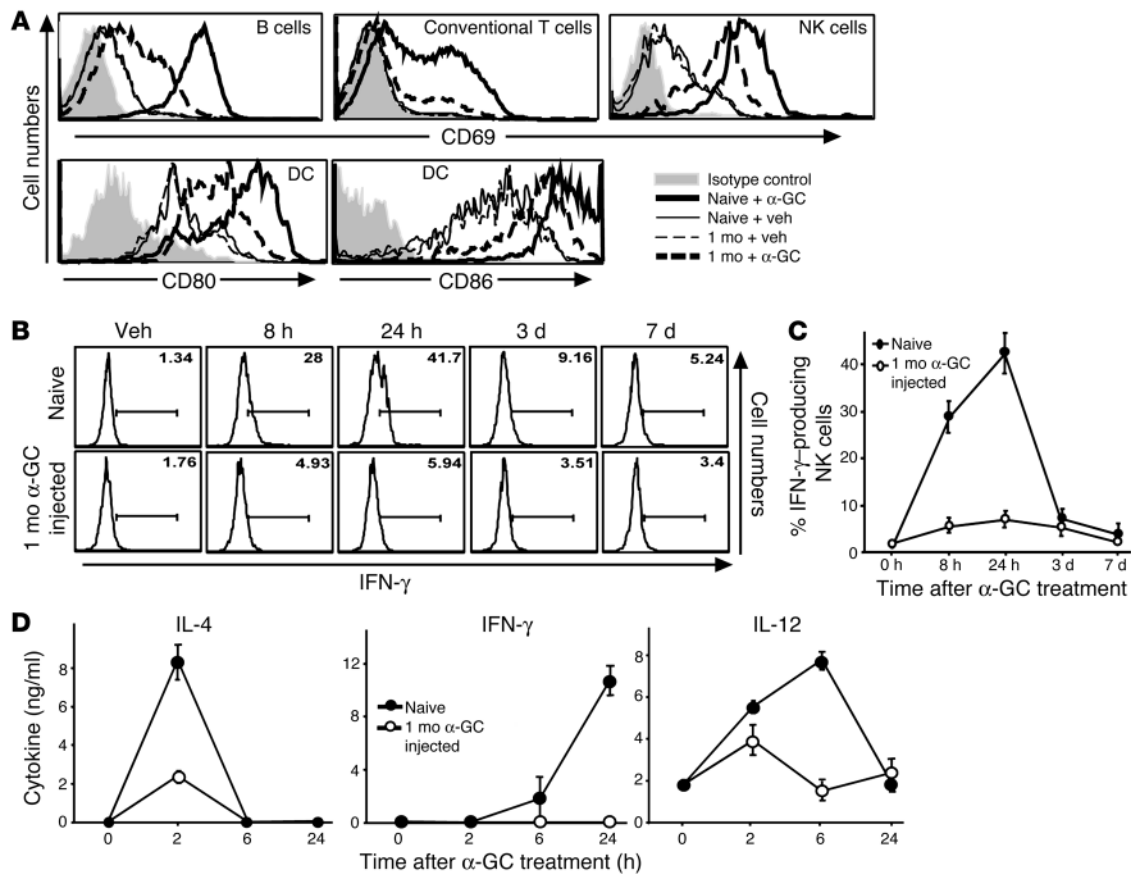 A
B cells
Conventional T cells
NK cells
Cell numbers
CD69
DC
DC
CD80
CD86
Isotype control
Naive + α-GC
Naive + veh
1 mo + veh
1 mo + α-GC
B
Veh
8 h
24 h
3 d
7 d
Naive
1.34
28
41.7
9.16
5.24
1 mo α-GC
injected
1.76
4.93
5.94
3.51
3.4
Cell numbers
IFN-γ
C
Naive
1 mo α-GC
injected
% IFN-γ–producing
NK cells
40
30
20
10
0
0 h
8 h
24 h
3 d
7 d
Time after α-GC treatment
D
IL-4
IFN-γ
IL-12
Cytokine (ng/ml)
8
6
4
2
0
0
2
6
24
12
8
4
0
Naive
1 mo α-GC
injected
0
2
6
24
8
6
4
2
0
0
2
6
24
Time after α-GC treatment (h)